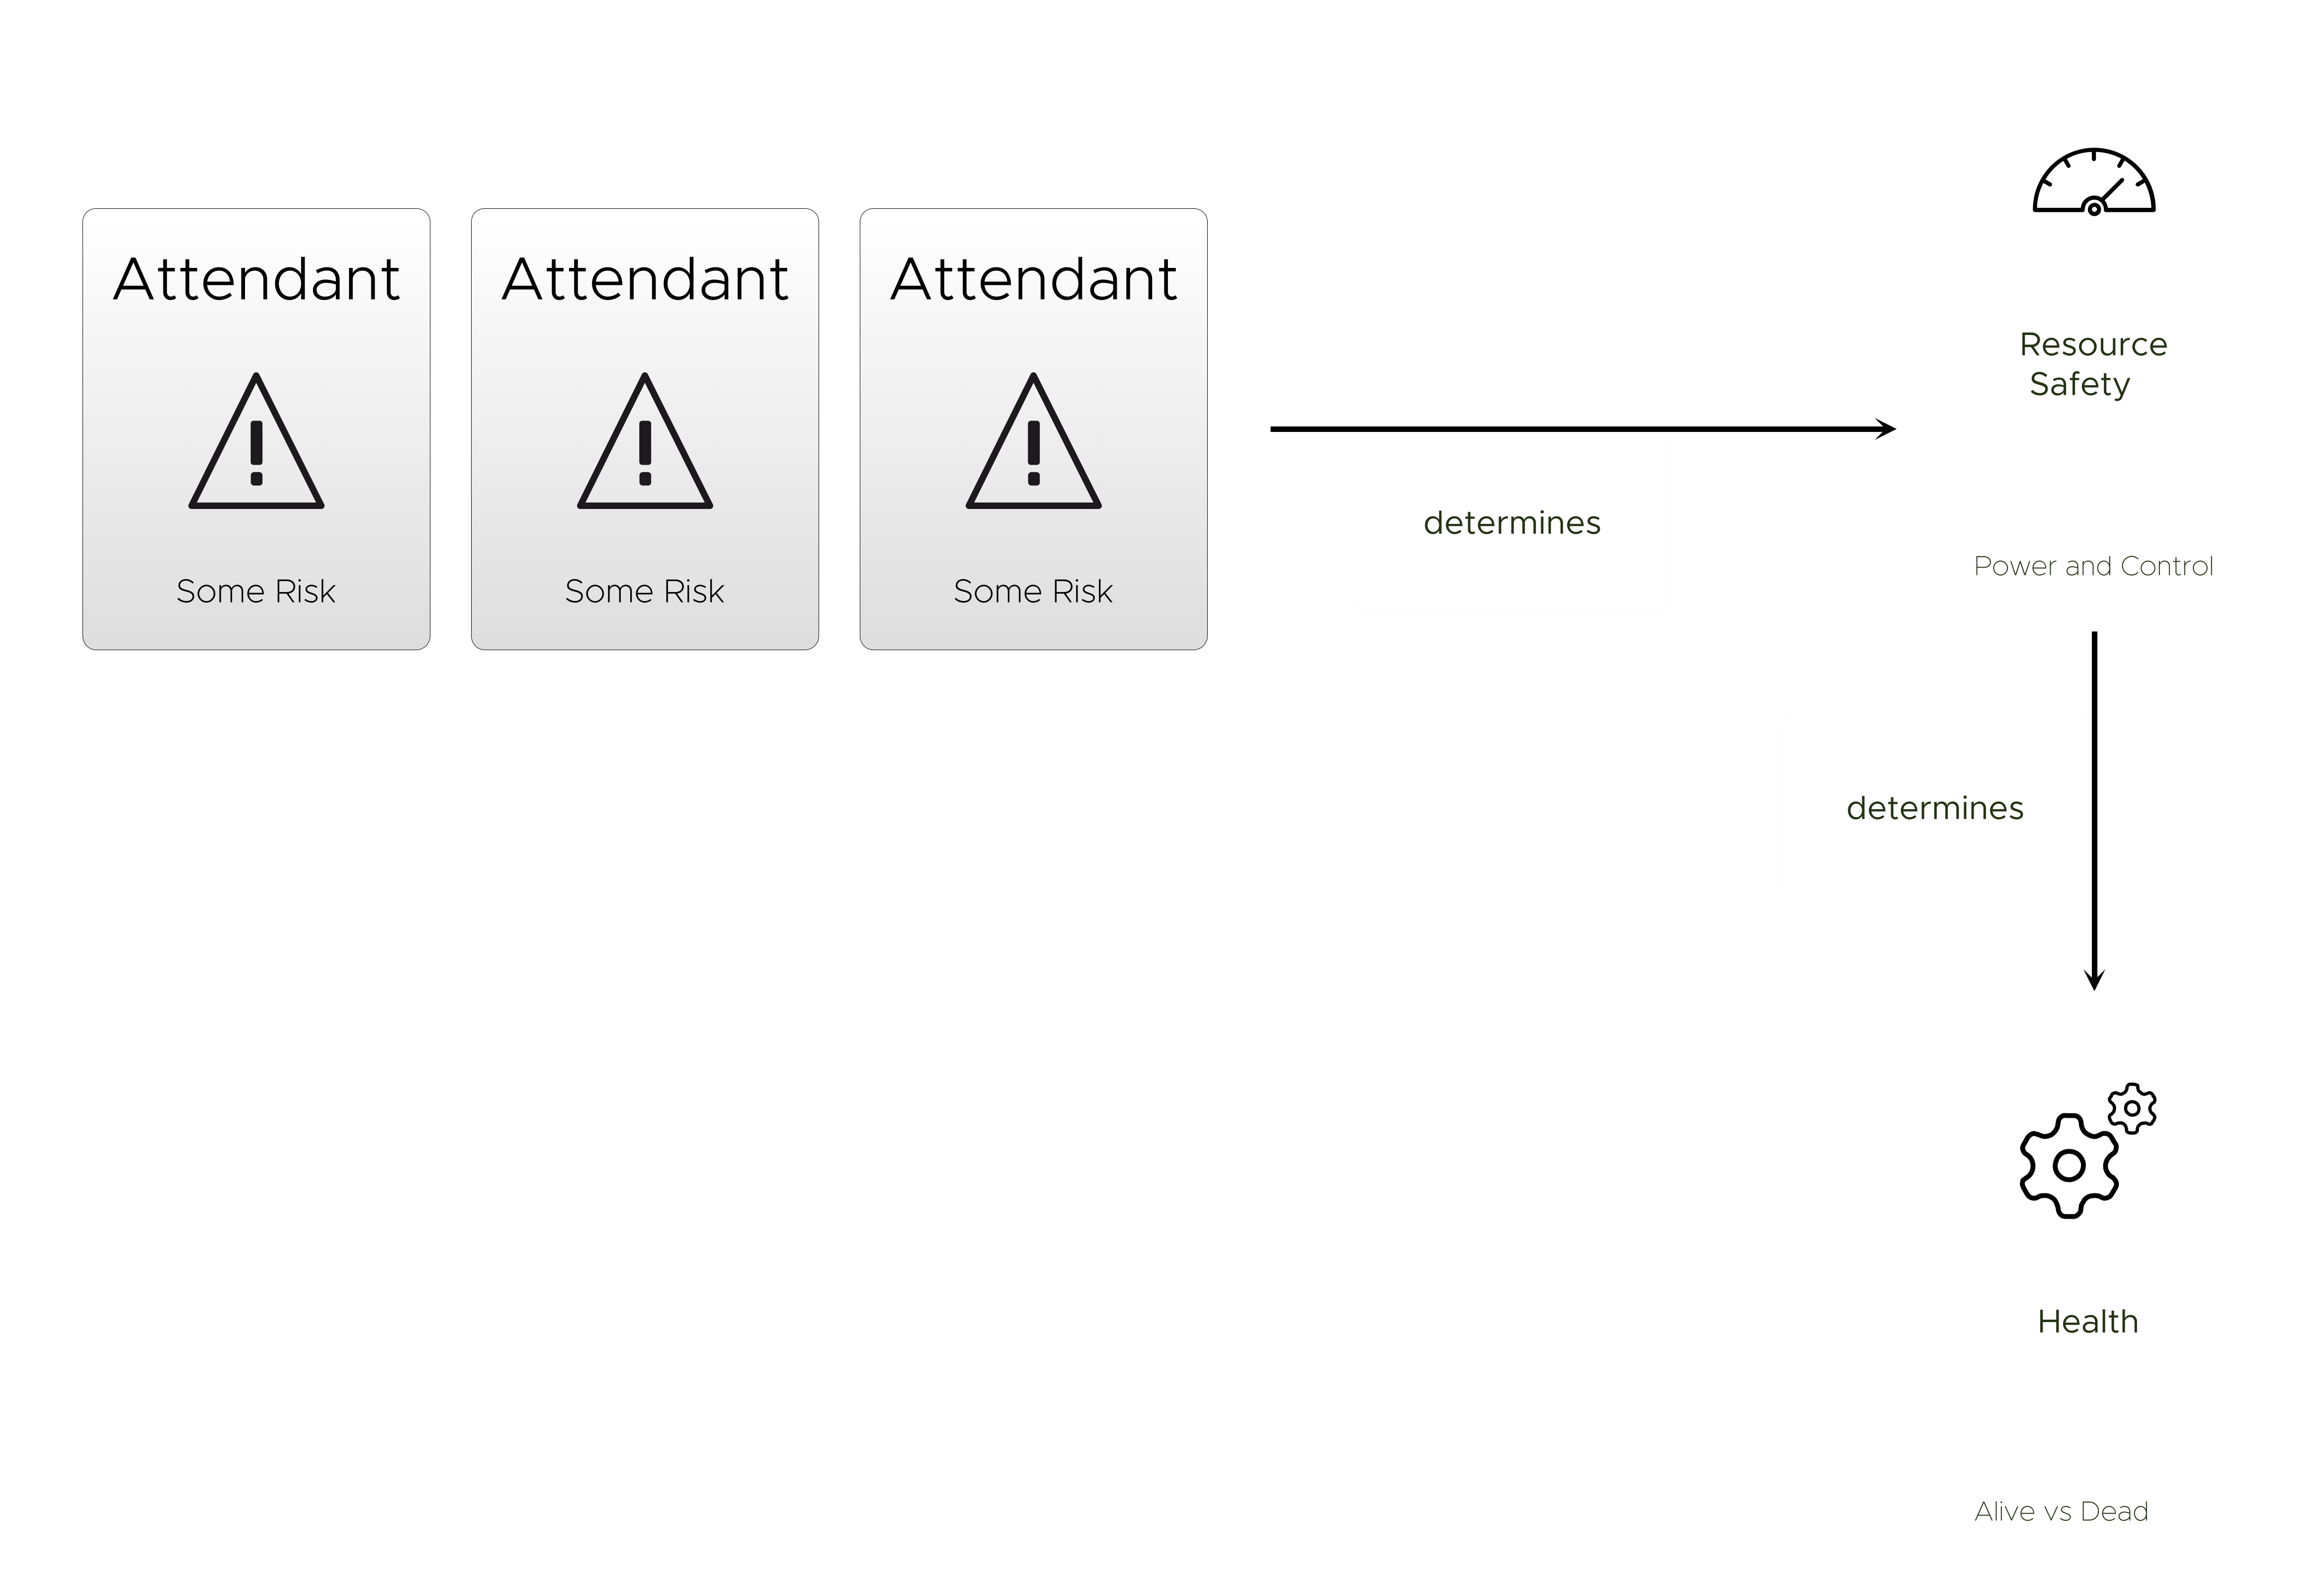 Attendant
Some Risk
Attendant
Some Risk
Attendant
Some Risk
determines
Resource
Safety
Power and Control
determines
Health
Alive vs Dead